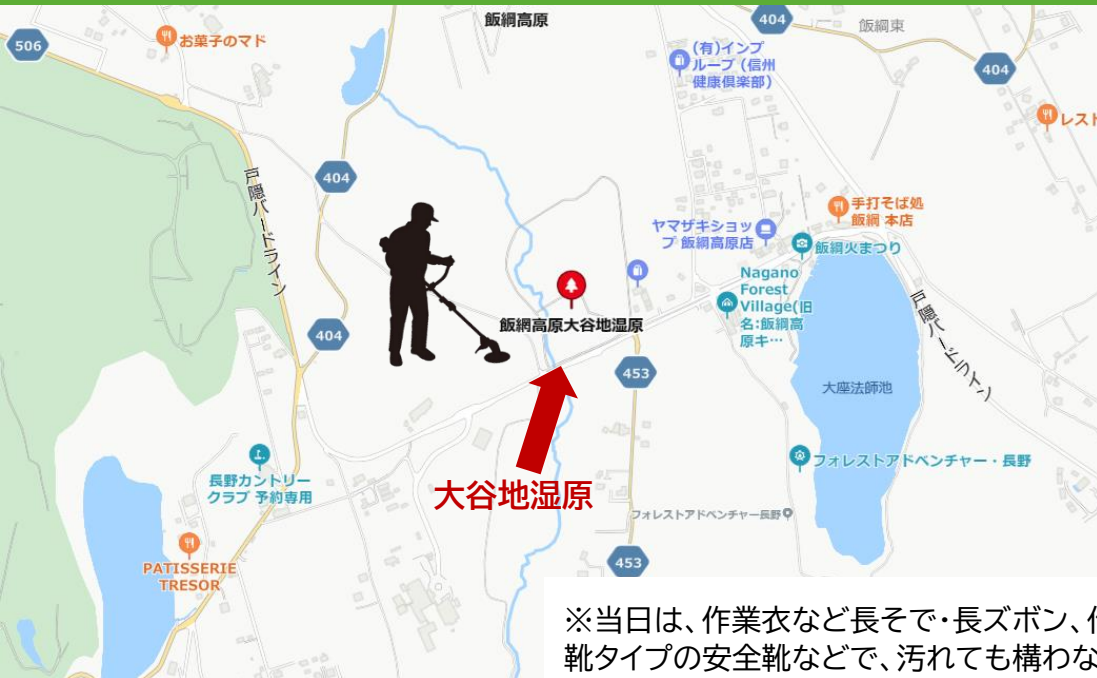 飯綱高原
404
飯綱東
506
お菓子のマド
(有)インプ
ループ (信州
健康倶楽部)
404
レスト
戸隠バードライン
404
手打そば処
飯綱 本店
ヤマザキショッ
プ 飯綱高原店
飯綱火まつり
Nagano
Forest
Village(旧
名:飯綱高
原キ…
飯綱高原大谷地湿原
404
453
戸隠バードライン
大座法師池
長野カントリー
クラブ 予約専用
大谷地湿原
フォレストアドベンチャー・長野
フォレストアドベンチャー長野
PATISSERIE
TRESOR
453
※当日は、作業衣など長そで・長ズボン、
靴タイプの安全靴などで、汚れても構わな